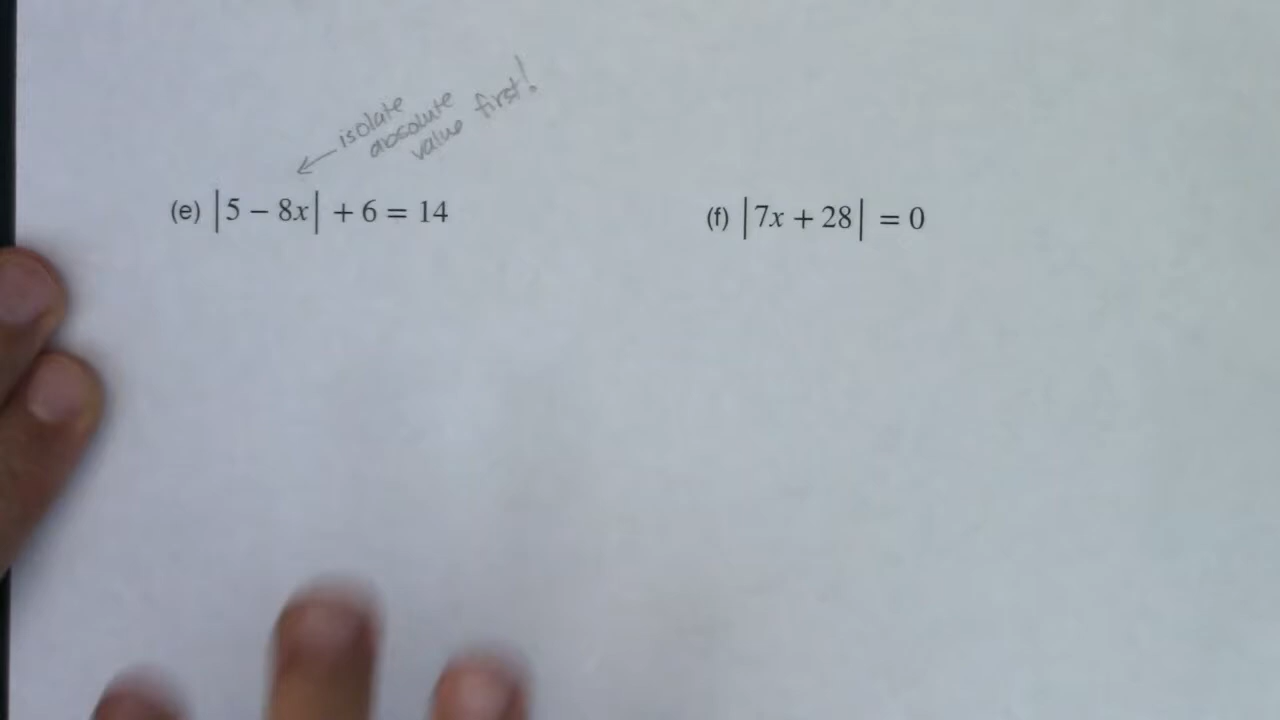 isolate
absolute
value first!
(e) |5 − 8x| + 6 = 14
(f) |7x + 28| = 0